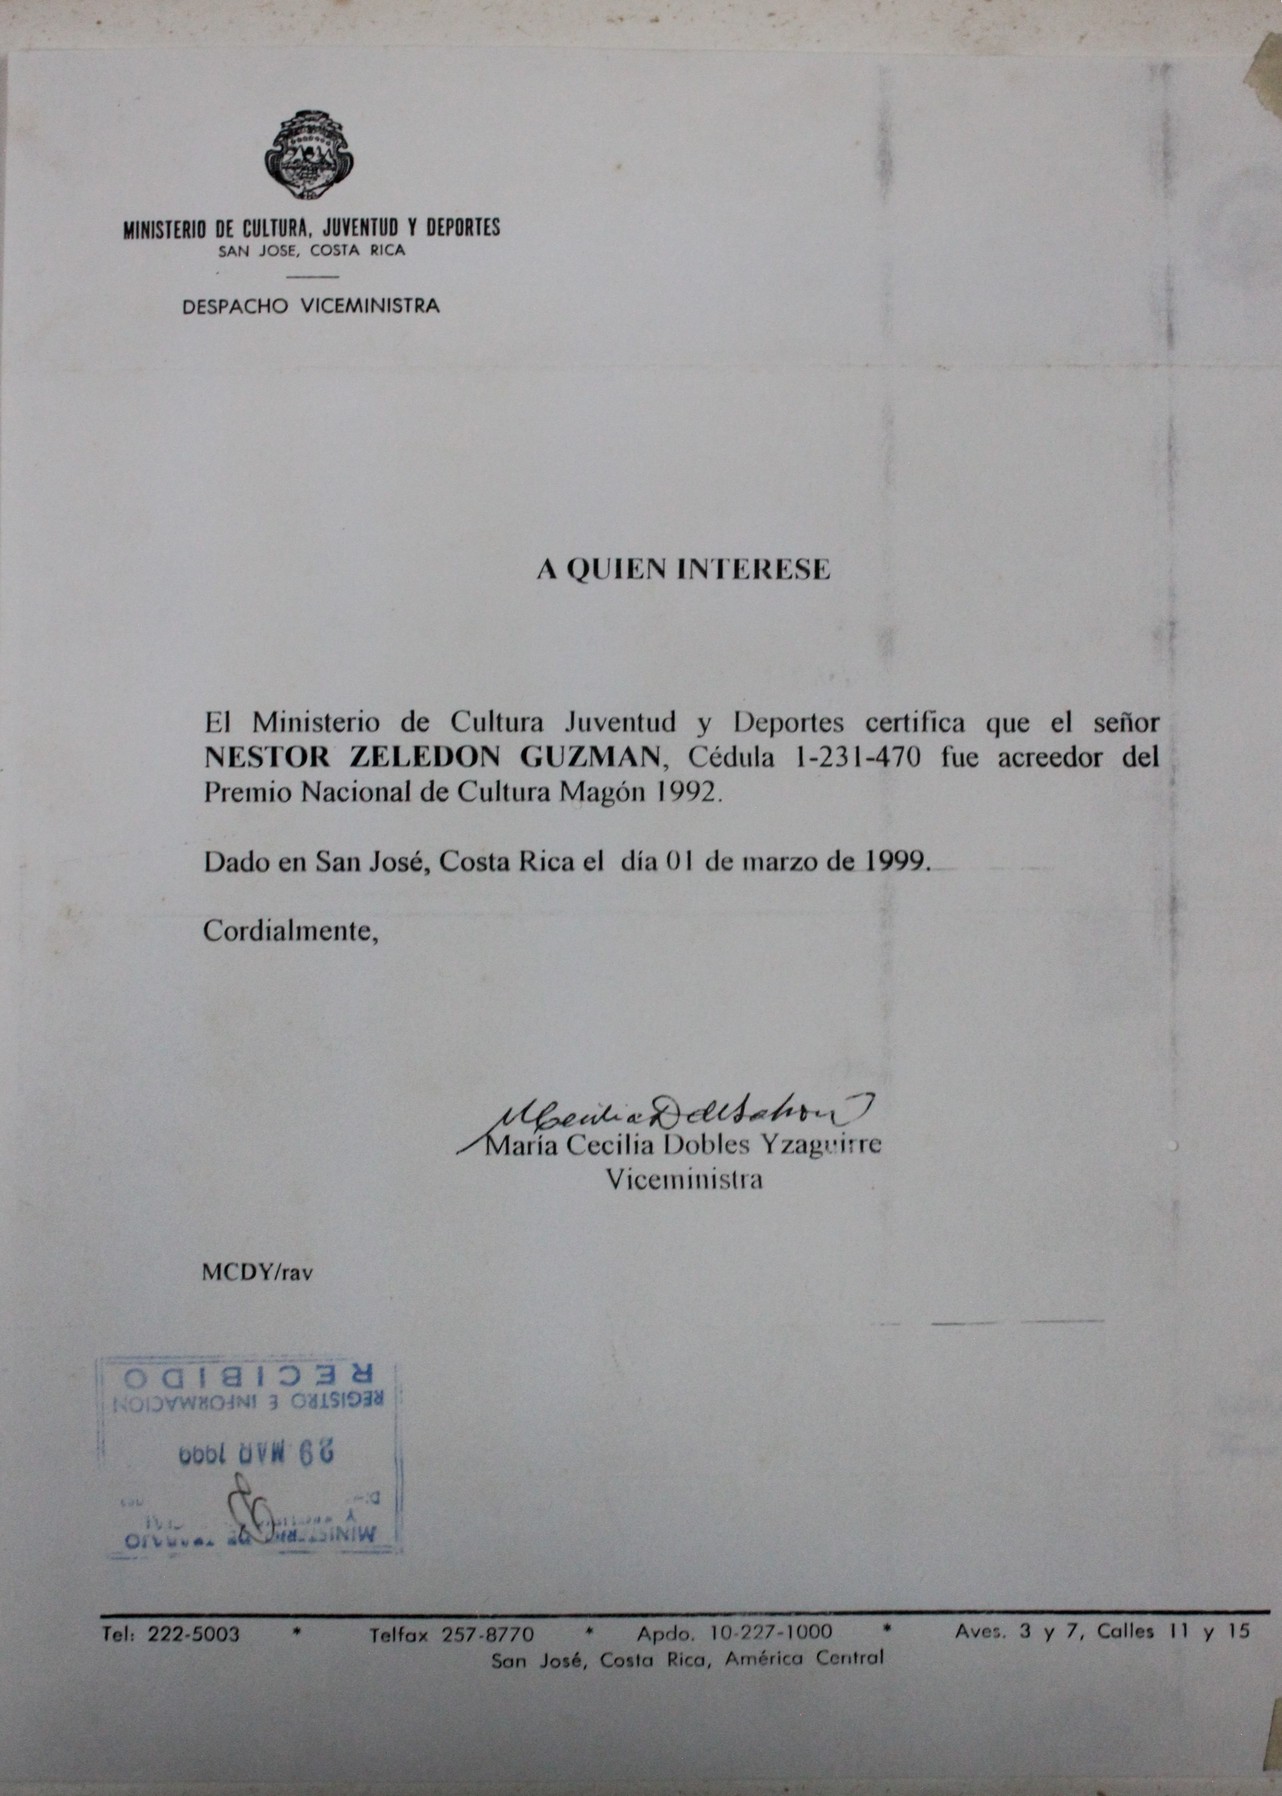 MINISTERIO DE CULTURA, JUVENTUD Y DEPORTES
SAN JOSE, COSTA RICA
DESPACHO VICEMINISTRA
A QUIEN INTERESE
El Ministerio de Cultura Juventud y Deportes certifica que el señor
NESTOR ZELEDON GUZMAN, Cédula 1-231-470 fue acreedor del
Premio Nacional de Cultura Magón 1992.
Dado en San José, Costa Rica el día 01 de marzo de 1999.
Cordialmente,
María Cecilia Dobles Yzaguirre
Viceministra
MCDY/rav
MINISTERIO DE TRABAJO
Y
29 MAR 1999
REGISTRO E INFORMACION
RECIBIDO
Tel: 222-5003 * Telfax 257-8770 * Apdo. 10-227-1000 * Aves. 3 y 7, Calles 11 y 15
San José, Costa Rica, América Central